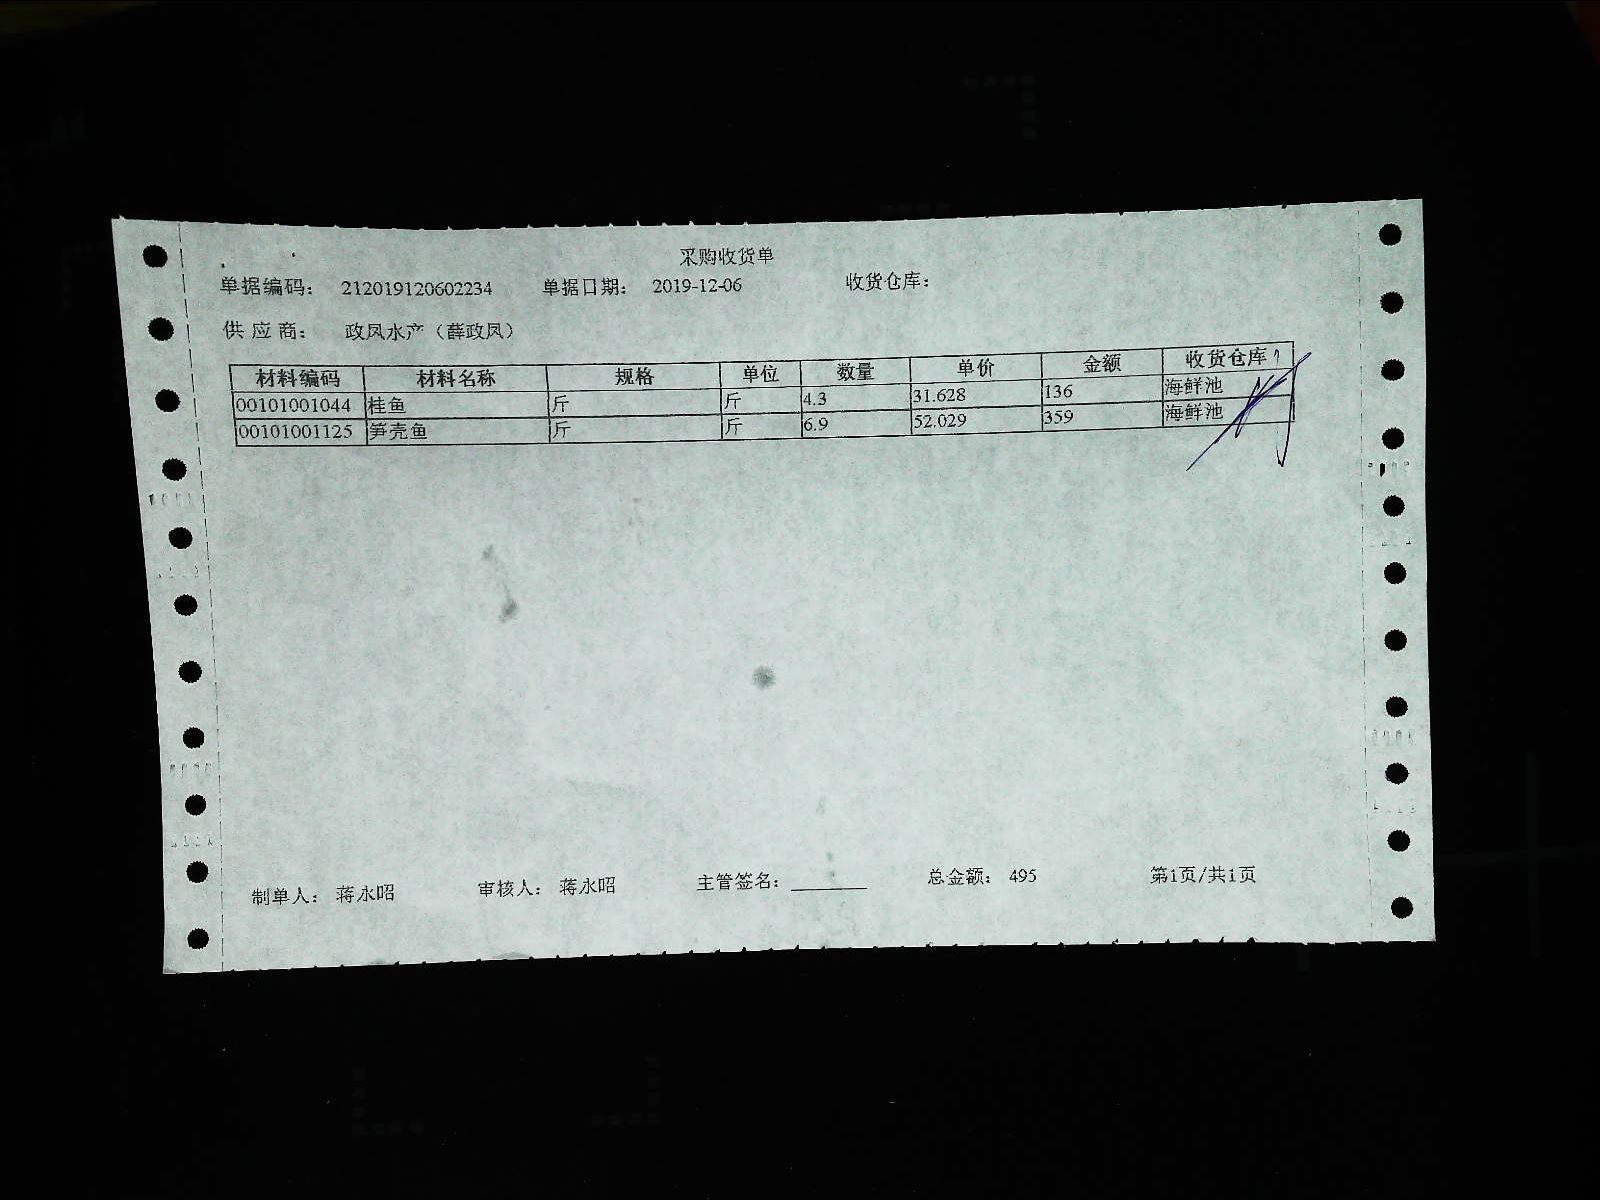 采购收货单
单据编码： 212019120602234 单据日期： 2019-12-06 收货仓库：
供应商： 政凤水产（薛政凤）
材料编码 材料名称 规格 单位 数量 单价 金额 收货仓库
00101001044 桂鱼 斤 斤 4.3 31.628 136 海鲜池
00101001125 笋壳鱼 斤 斤 6.9 52.029 359 海鲜池
制单人： 蒋永昭 审核人： 蒋永昭 主管签名： 总金额： 495 第1页/共1页